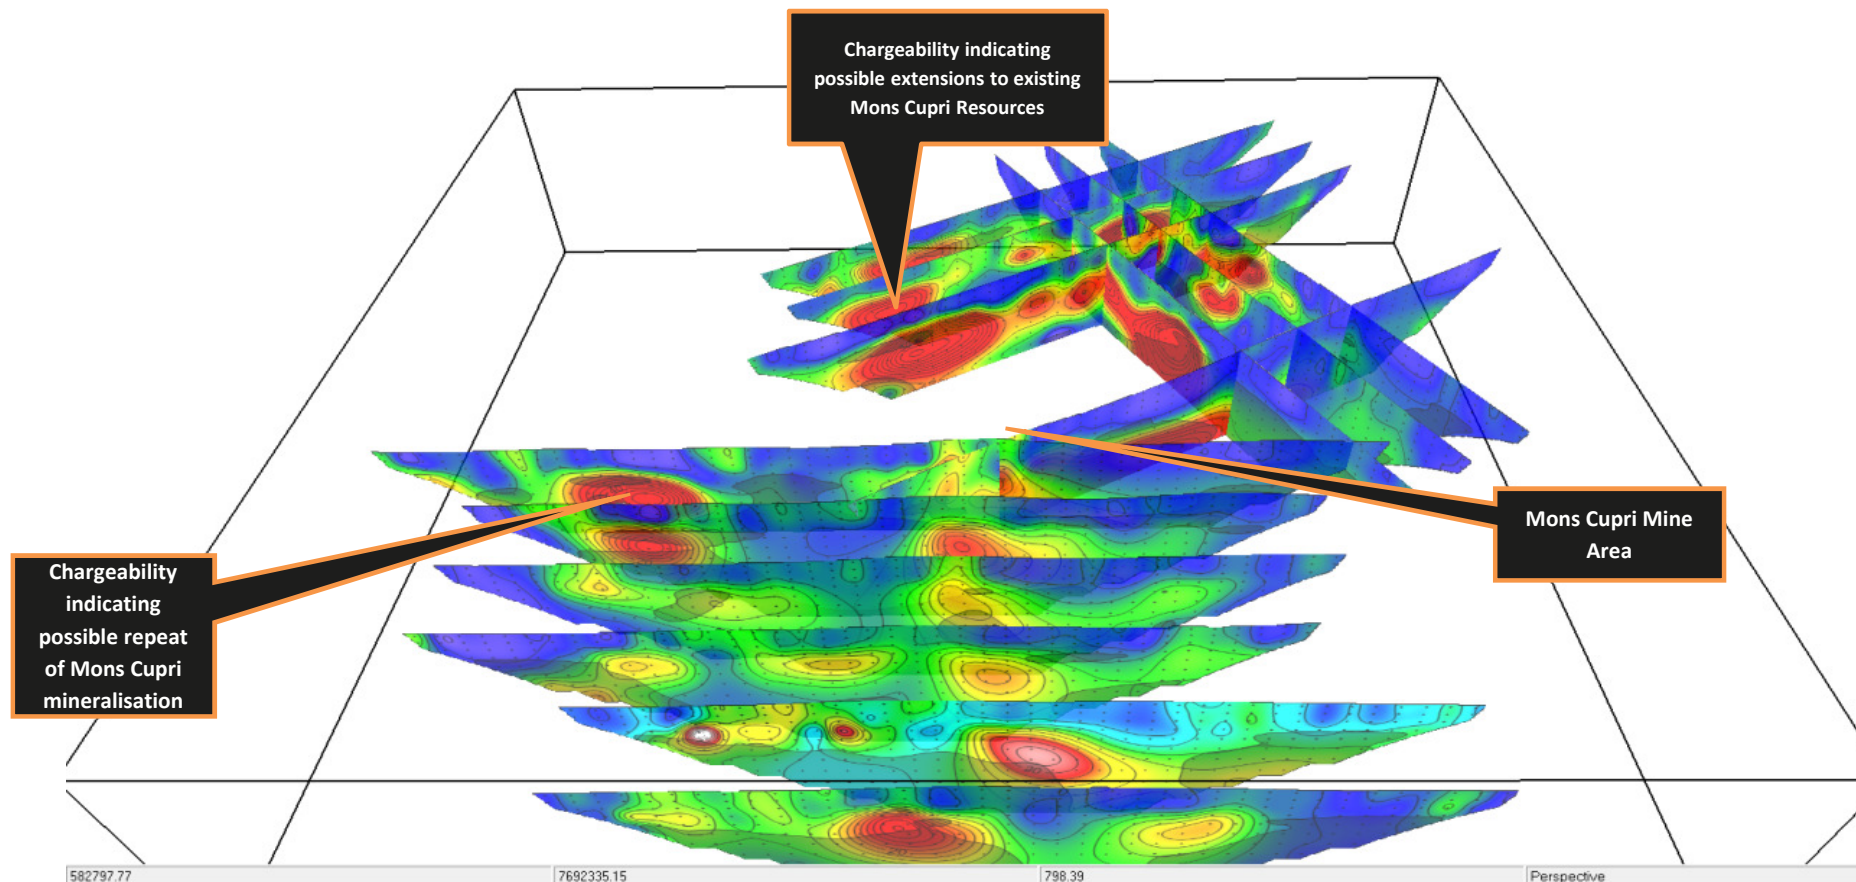 Chargeability indicating
possible extensions to existing
Mons Cupri Resources
Mons Cupri Mine
Area
Chargeability
indicating
possible repeat
of Mons Cupri
mineralisation
582797.77
7692335.15
798.39
Perspective